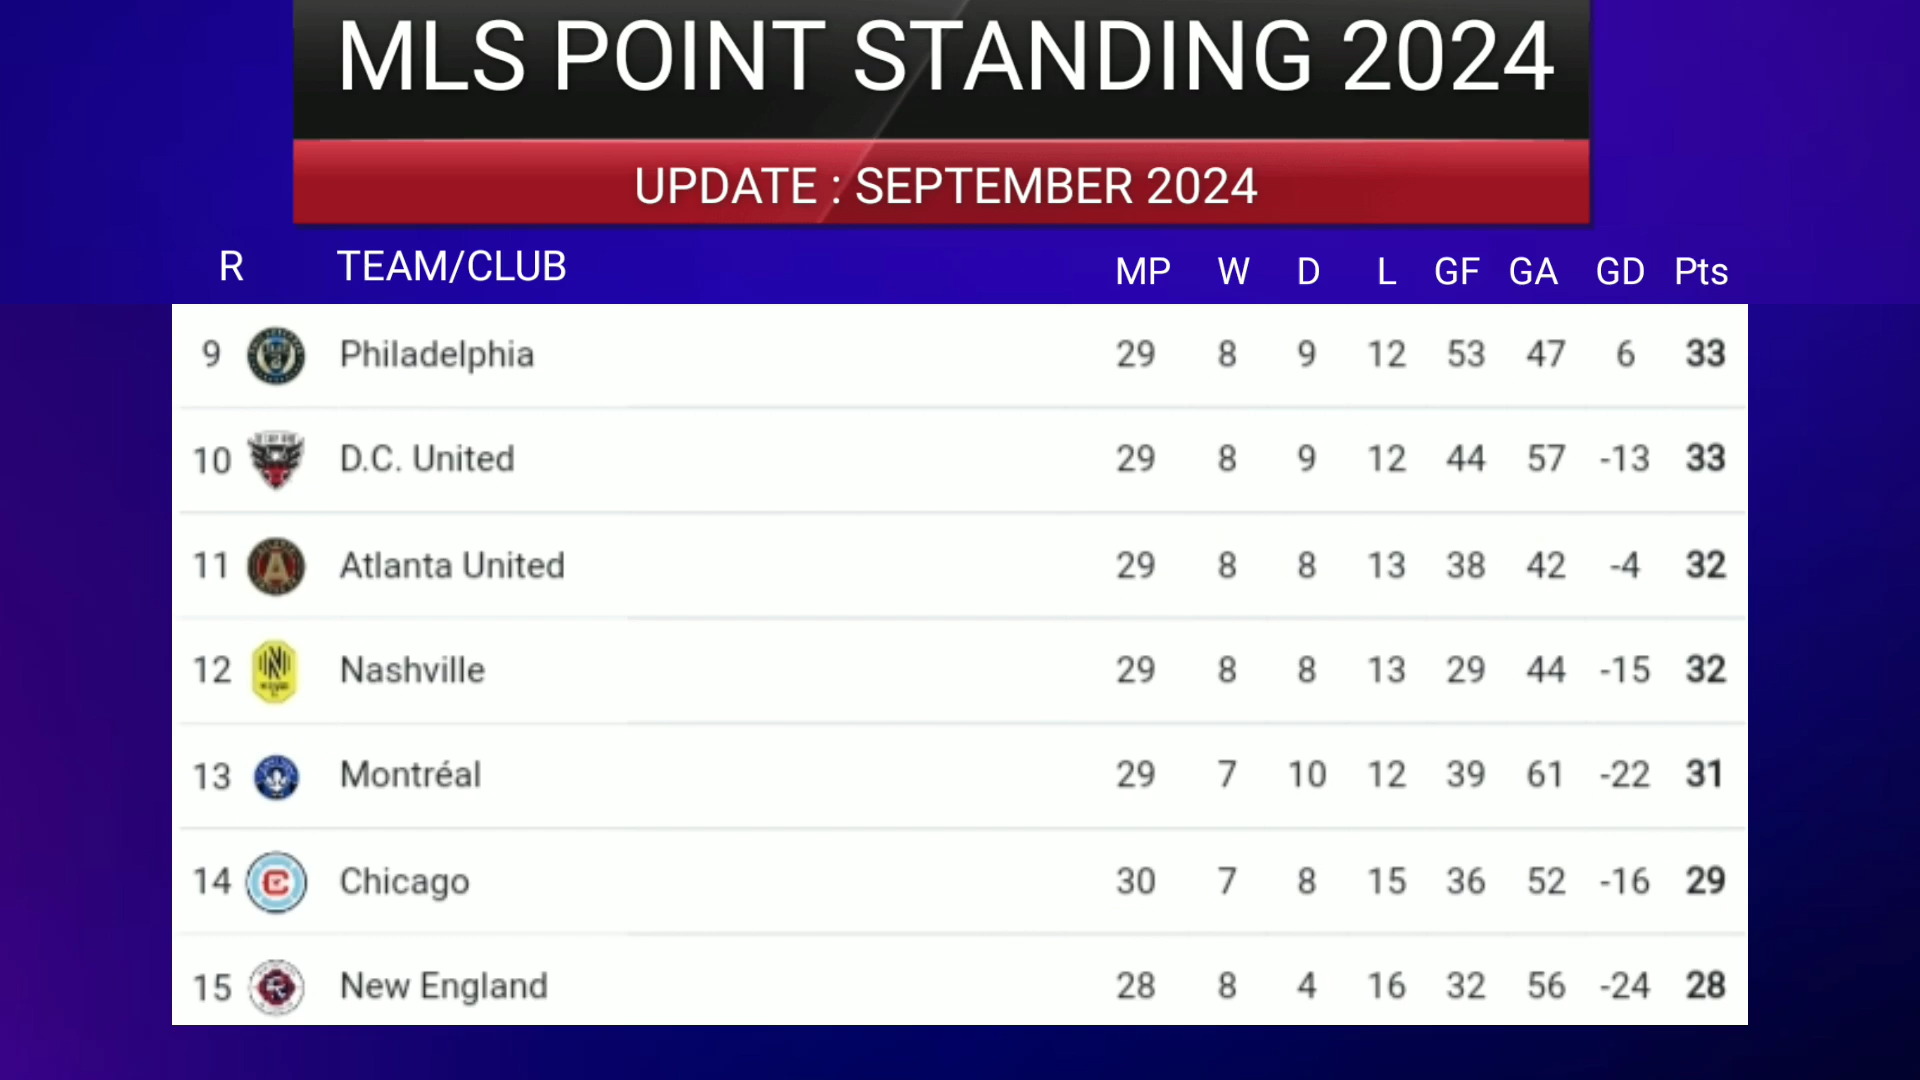 MLS POINT STANDING 2024
UPDATE : SEPTEMBER 2024
R TEAM/CLUB MP W D L GF GA GD Pts
9 Philadelphia 29 8 9 12 53 47 6 33
10 D.C. United 29 8 9 12 44 57 -13 33
11 Atlanta United 29 8 8 13 38 42 -4 32
12 Nashville 29 8 8 13 29 44 -15 32
13 Montréal 29 7 10 12 39 61 -22 31
14 Chicago 30 7 8 15 36 52 -16 29
15 New England 28 8 4 16 32 56 -24 28